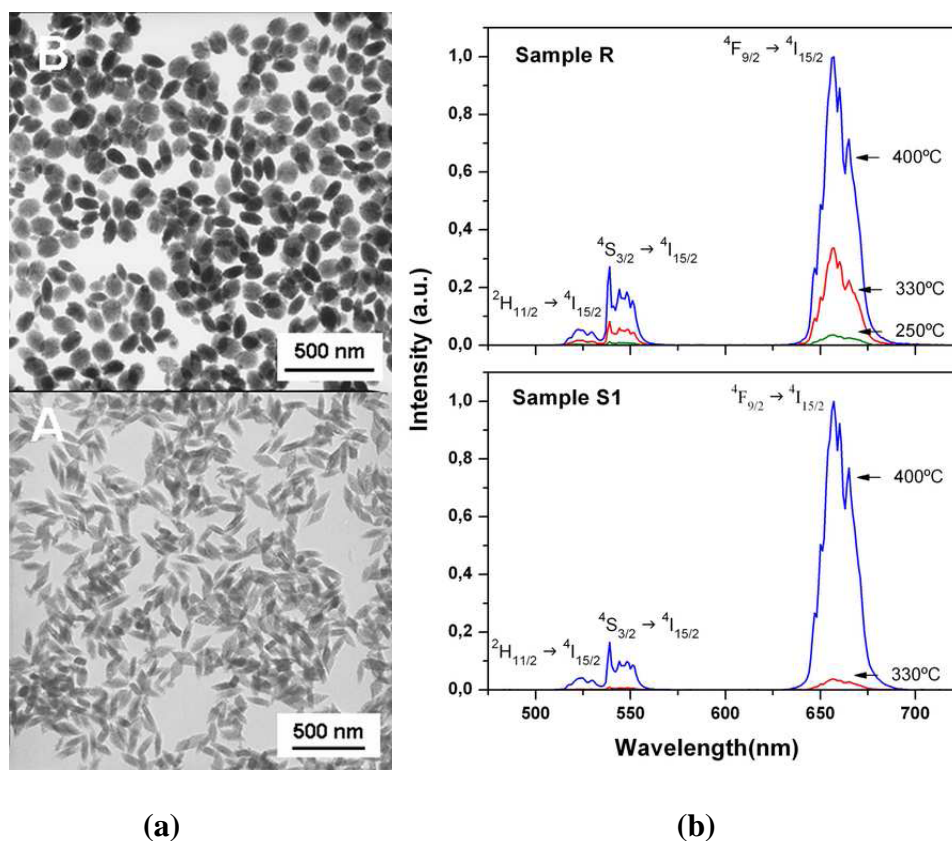 B
500 nm
A
500 nm
(a)
Sample R
⁴F₉/₂ → ⁴I₁₅/₂
400ºC
⁴S₃/₂ → ⁴I₁₅/₂
330ºC
²H₁₁/₂ → ⁴I₁₅/₂
250ºC
1,0
0,8
0,6
0,4
0,2
0,0
Intensity (a.u.)
Sample S1
⁴F₉/₂ → ⁴I₁₅/₂
400ºC
⁴S₃/₂ → ⁴I₁₅/₂
²H₁₁/₂ → ⁴I₁₅/₂
330ºC
1,0
0,8
0,6
0,4
0,2
0,0
500 550 600 650 700
Wavelength(nm)
(b)